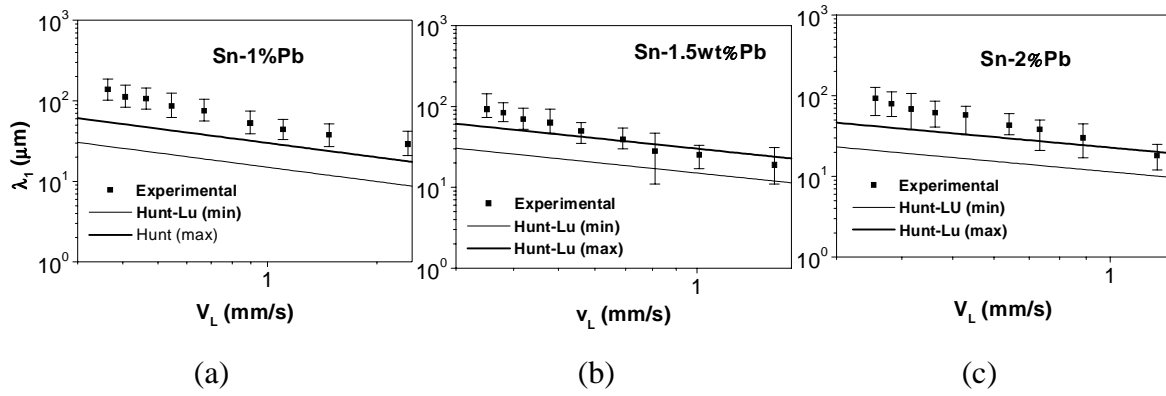 10³
10²
10¹
10⁰
λ₁ (μm)
Sn-1%Pb
Experimental
Hunt-Lu (min)
Hunt (max)
1
V_L (mm/s)
(a)
10³
10²
10¹
10⁰
Sn-1.5wt%Pb
Experimental
Hunt-Lu (min)
Hunt-Lu (max)
1
v_L (mm/s)
(b)
10³
10²
10¹
10⁰
Sn-2%Pb
Experimental
Hunt-LU (min)
Hunt-Lu (max)
1
V_L (mm/s)
(c)